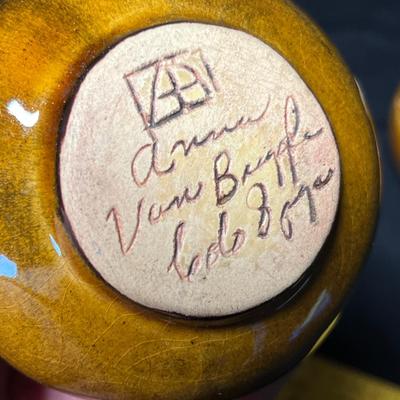 Anna
Van Briggle
Colo Spgs